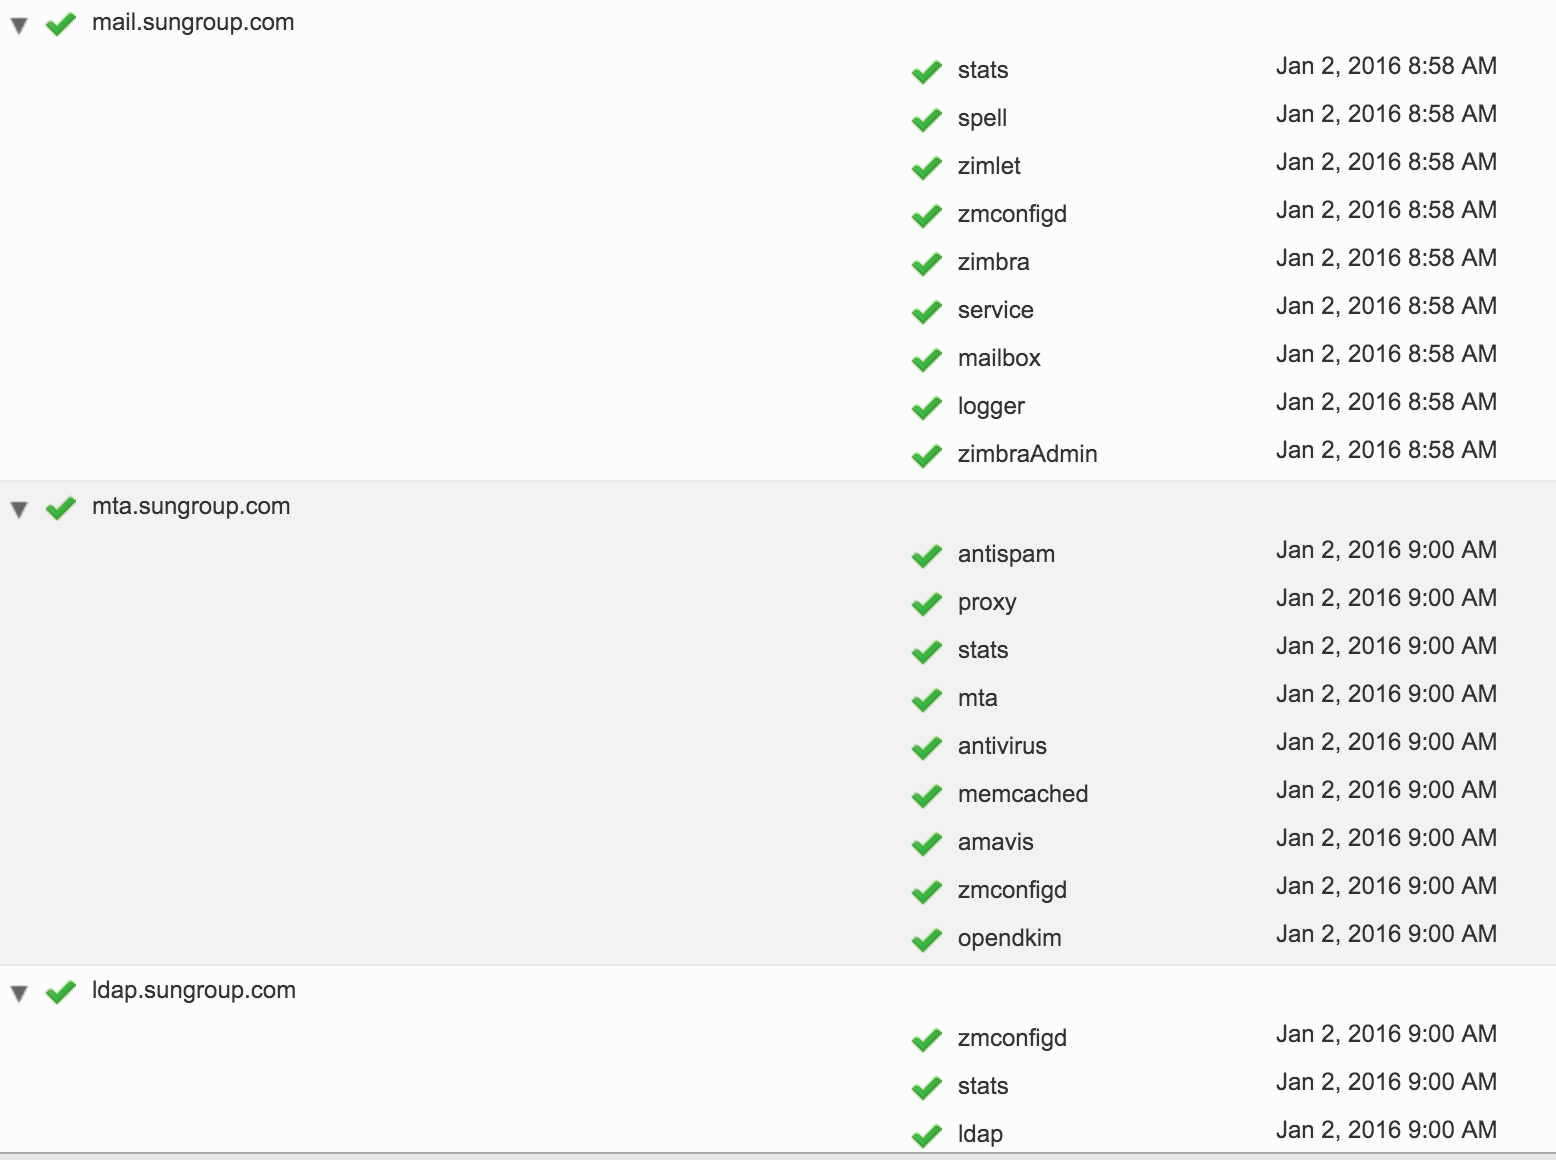 mail.sungroup.com
stats Jan 2, 2016 8:58 AM
spell Jan 2, 2016 8:58 AM
zimlet Jan 2, 2016 8:58 AM
zmconfigd Jan 2, 2016 8:58 AM
zimbra Jan 2, 2016 8:58 AM
service Jan 2, 2016 8:58 AM
mailbox Jan 2, 2016 8:58 AM
logger Jan 2, 2016 8:58 AM
zimbraAdmin Jan 2, 2016 8:58 AM
mta.sungroup.com
antispam Jan 2, 2016 9:00 AM
proxy Jan 2, 2016 9:00 AM
stats Jan 2, 2016 9:00 AM
mta Jan 2, 2016 9:00 AM
antivirus Jan 2, 2016 9:00 AM
memcached Jan 2, 2016 9:00 AM
amavis Jan 2, 2016 9:00 AM
zmconfigd Jan 2, 2016 9:00 AM
opendkim Jan 2, 2016 9:00 AM
ldap.sungroup.com
zmconfigd Jan 2, 2016 9:00 AM
stats Jan 2, 2016 9:00 AM
ldap Jan 2, 2016 9:00 AM